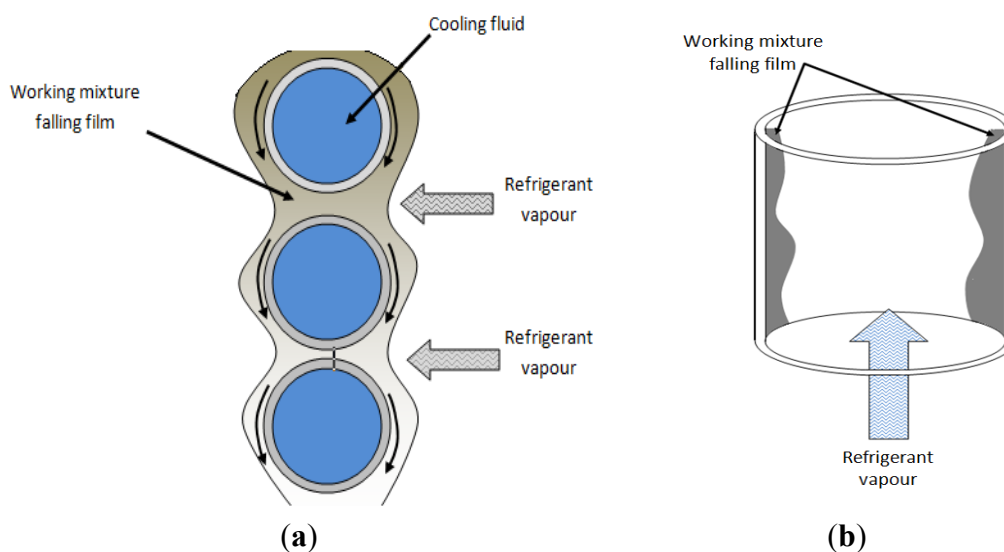 Cooling fluid
Working mixture
falling film
Refrigerant
vapour
Refrigerant
vapour
(a)
Working mixture
falling film
Refrigerant
vapour
(b)